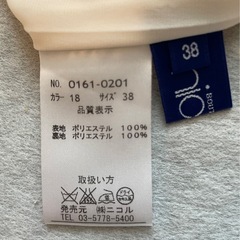 NO. 0161-0201
カラー 18 サイズ 38
品質表示
表地 ポリエステル 100%
裏地 ポリエステル 100%
取扱い方
発売元 ㈱ニコル
TEL 03-5778-5400
38